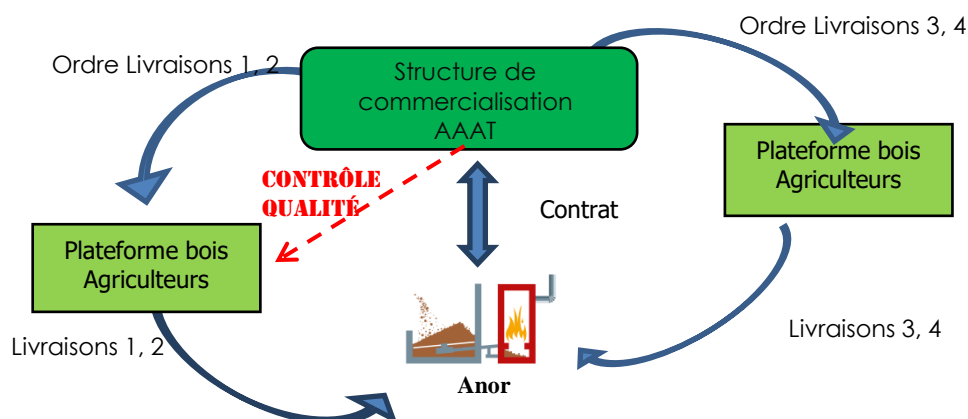 Ordre Livraisons 3, 4
Ordre Livraisons 1, 2
Structure de
commercialisation
AAAT
Plateforme bois
Agriculteurs
CONTRÔLE
QUALITÉ
Contrat
Plateforme bois
Agriculteurs
Livraisons 1, 2
Livraisons 3, 4
Anor